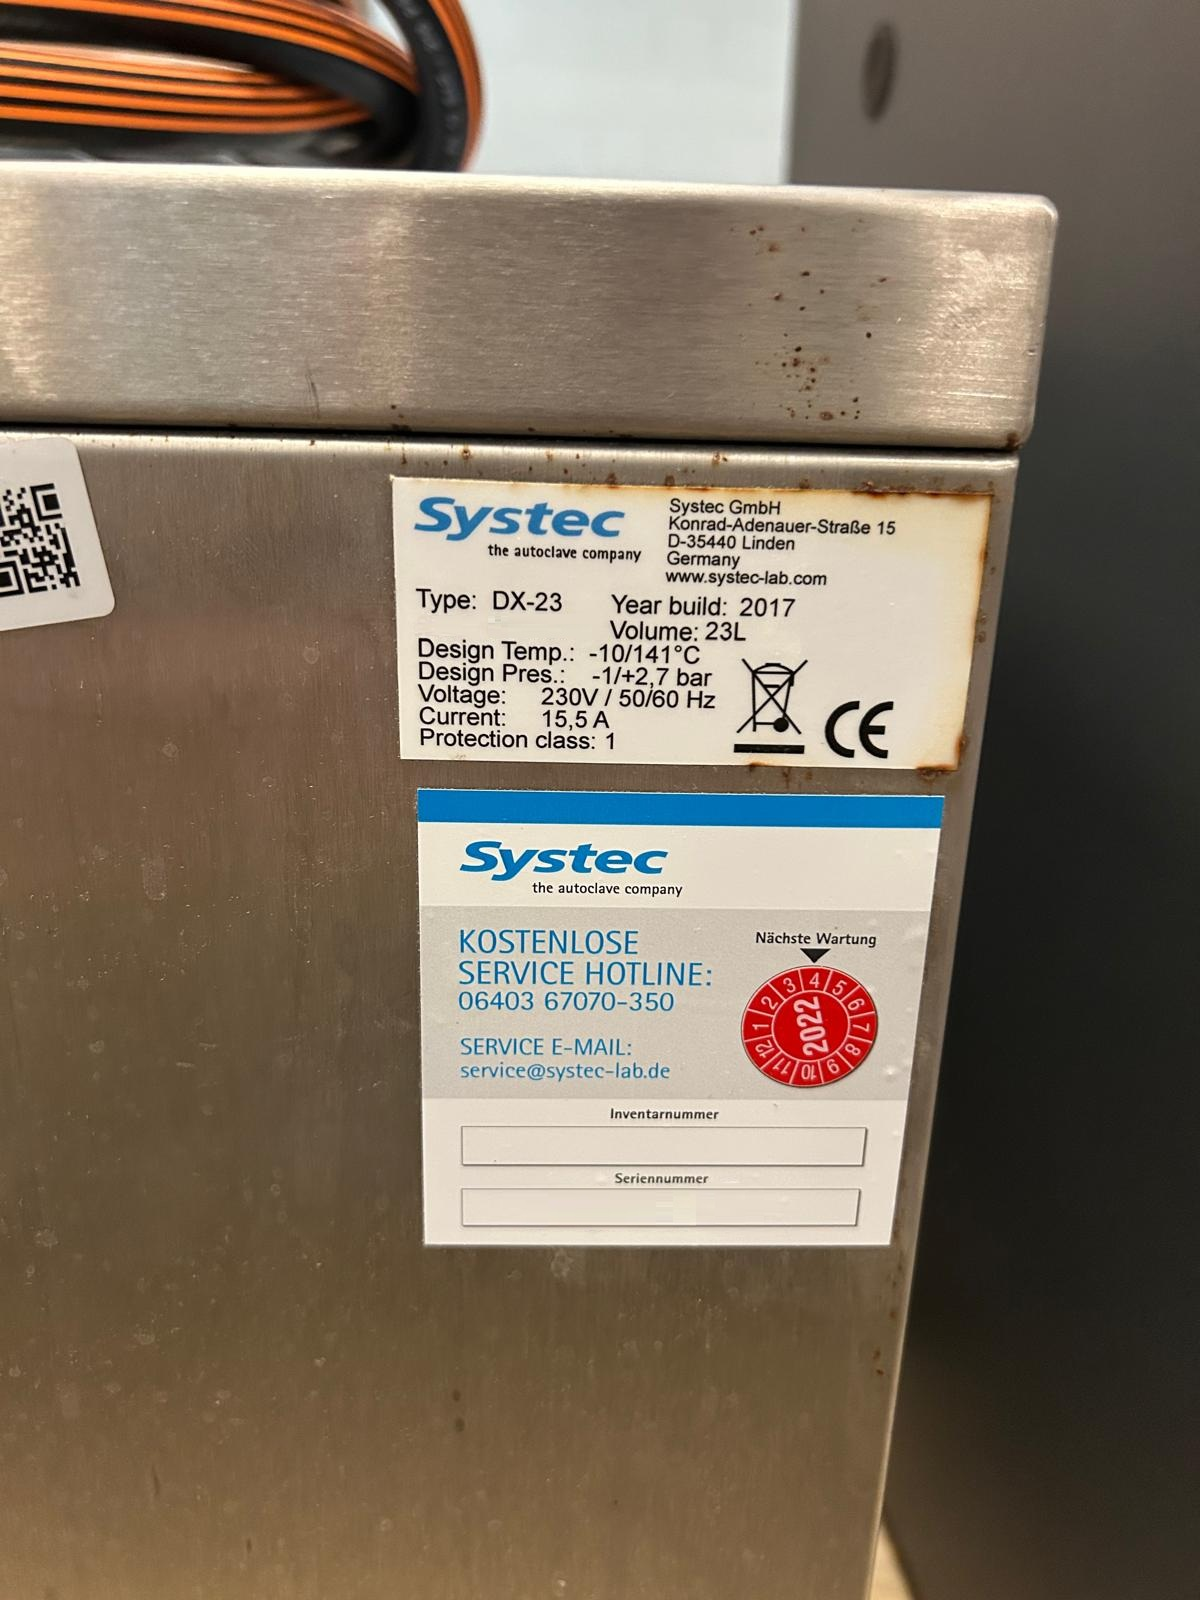 Systec
the autoclave company
Systec GmbH
Konrad-Adenauer-Straße 15
D-35440 Linden
Germany
www.systec-lab.com
Type: DX-23
Year build: 2017
Volume: 23L
Design Temp.: -10/141°C
Design Pres.: -1/+2,7 bar
Voltage: 230V / 50/60 Hz
Current: 15,5 A
Protection class: 1
CE
Systec
the autoclave company
KOSTENLOSE
SERVICE HOTLINE:
06403 67070-350
SERVICE E-MAIL:
service@systec-lab.de
Nächste Wartung
1 2 3 4 5 6 7 8 9 10 11 12
2022
Inventarnummer
Seriennummer